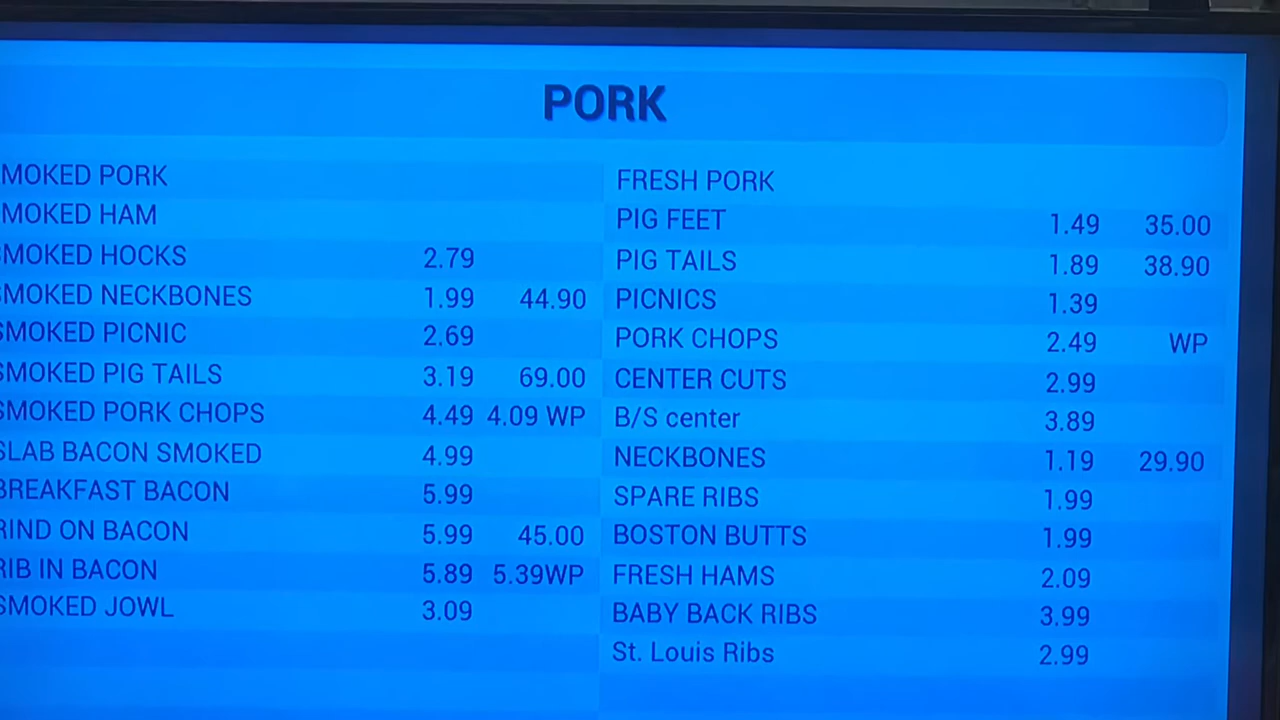 PORK
MOKED PORK
MOKED HAM
SMOKED HOCKS 2.79
SMOKED NECKBONES 1.99 44.90
SMOKED PICNIC 2.69
SMOKED PIG TAILS 3.19 69.00
SMOKED PORK CHOPS 4.49 4.09 WP
SLAB BACON SMOKED 4.99
BREAKFAST BACON 5.99
RIND ON BACON 5.99 45.00
RIB IN BACON 5.89 5.39WP
SMOKED JOWL 3.09
FRESH PORK
PIG FEET 1.49 35.00
PIG TAILS 1.89 38.90
PICNICS 1.39
PORK CHOPS 2.49 WP
CENTER CUTS 2.99
B/S center 3.89
NECKBONES 1.19 29.90
SPARE RIBS 1.99
BOSTON BUTTS 1.99
FRESH HAMS 2.09
BABY BACK RIBS 3.99
St. Louis Ribs 2.99